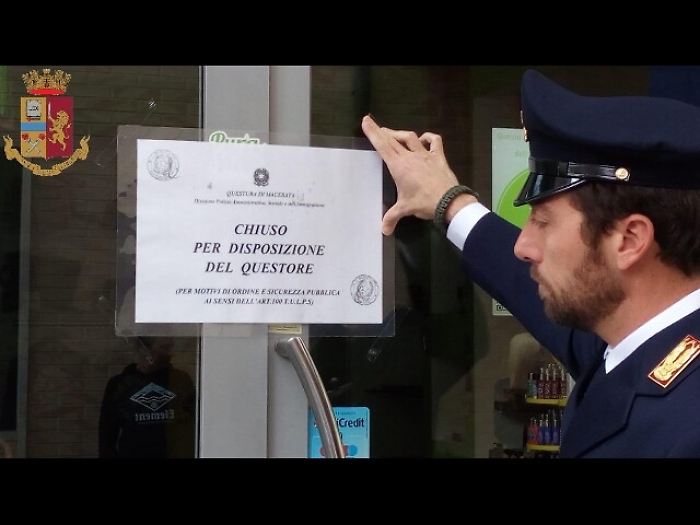 QUESTURA DI MACERATA
CHIUSO
PER DISPOSIZIONE
DEL QUESTORE
(PER MOTIVI DI ORDINE E SICUREZZA PUBBLICA
AI SENSI DELL'ART.100 T.U.L.P.S)
Element